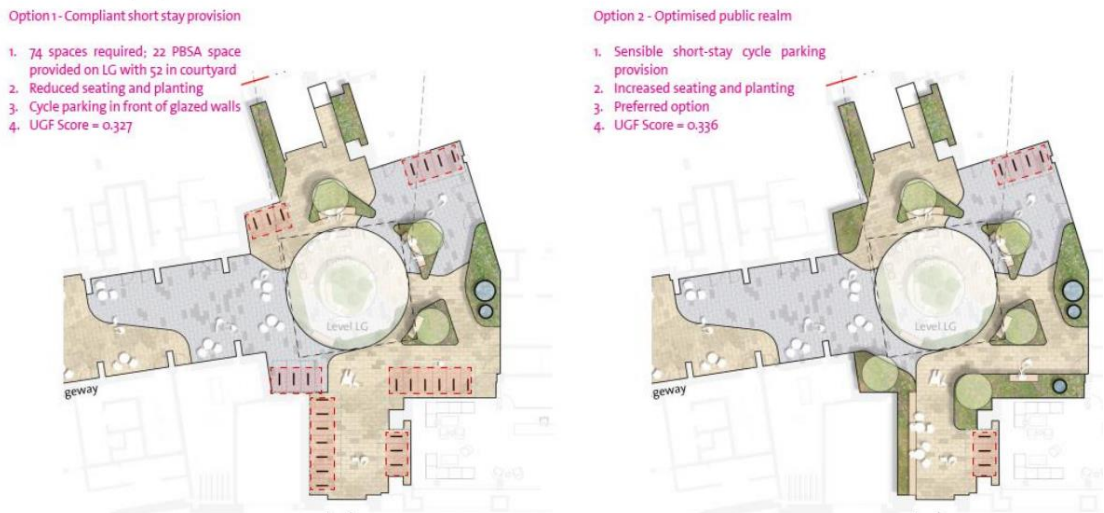 Option 1 - Compliant short stay provision
1. 74 spaces required; 22 PBSA space
provided on LG with 52 in courtyard
2. Reduced seating and planting
3. Cycle parking in front of glazed walls
4. UGF Score = 0.327
Level LG
geway
Option 2 - Optimised public realm
1. Sensible short-stay cycle parking
provision
2. Increased seating and planting
3. Preferred option
4. UGF Score = 0.336
Level LG
geway